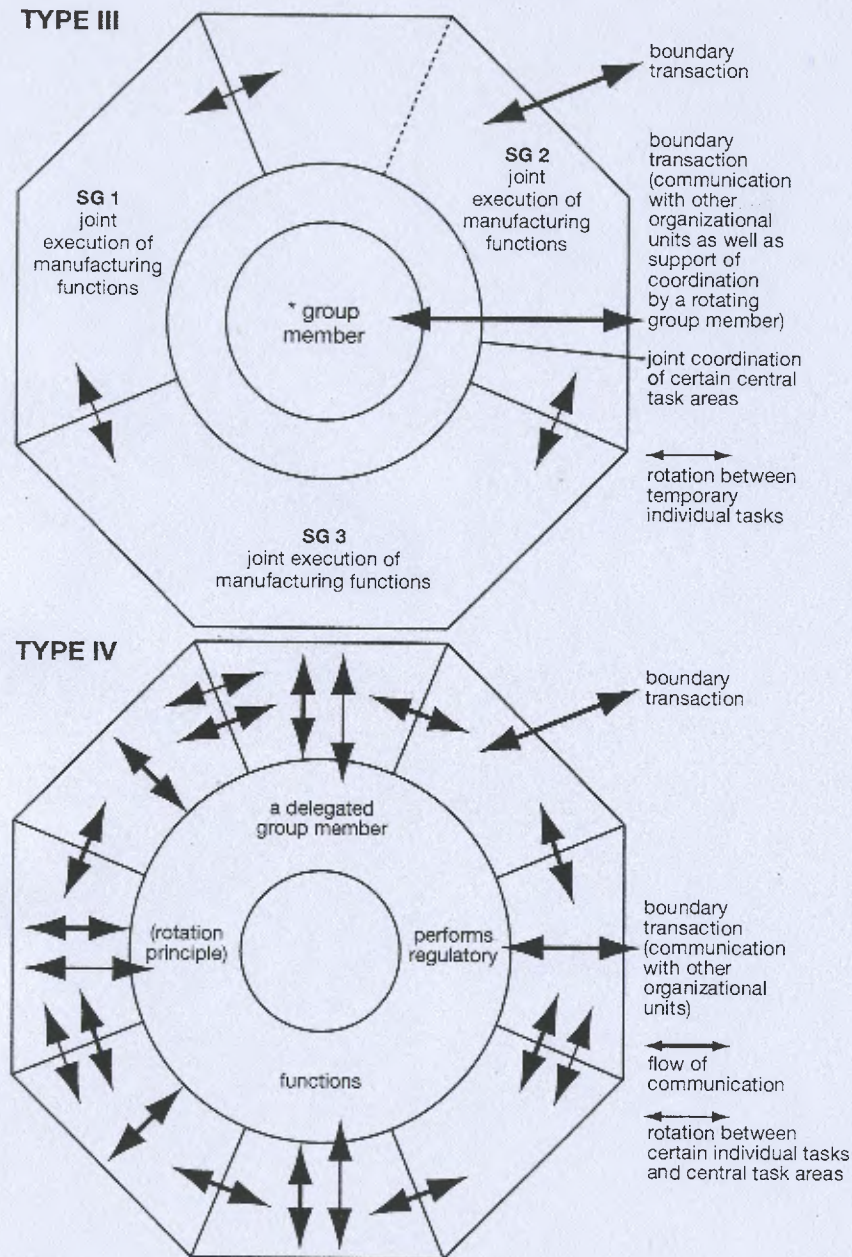 TYPE III
boundary
transaction
SG 1
joint
execution of
manufacturing
functions
SG 2
joint
execution of
manufacturing
functions
boundary
transaction
(communication
with other
organizational
units as well as
support of
coordination
by a rotating
group member)
* group
member
joint coordination
of certain central
task areas
rotation between
temporary
individual tasks
SG 3
joint execution of
manufacturing functions
TYPE IV
boundary
transaction
a delegated
group member
(rotation
principle)
performs
regulatory
functions
boundary
transaction
(communication
with other
organizational
units)
flow of
communication
rotation between
certain individual tasks
and central task areas